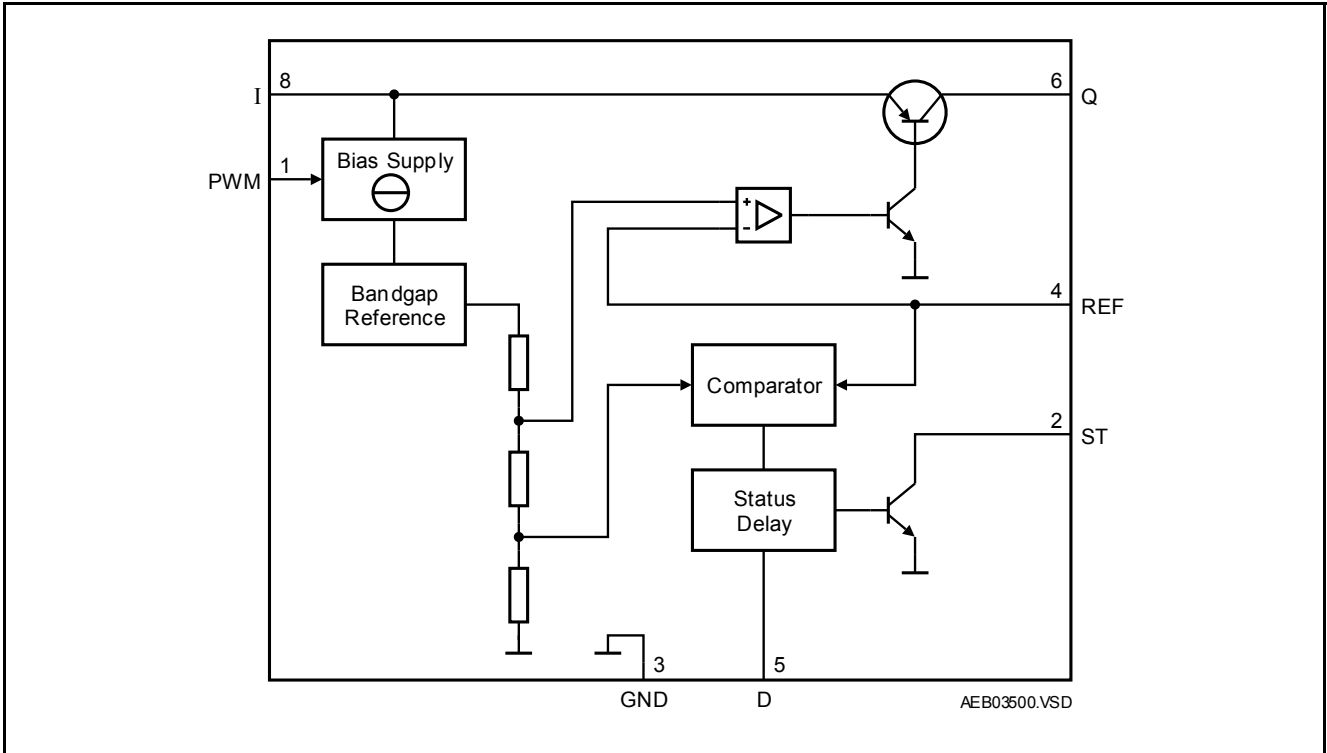 8
I
6
Q
1
PWM
Bias Supply
+
-
Bandgap
Reference
4
REF
Comparator
2
ST
Status
Delay
3
GND
5
D
AEB03500.VSD